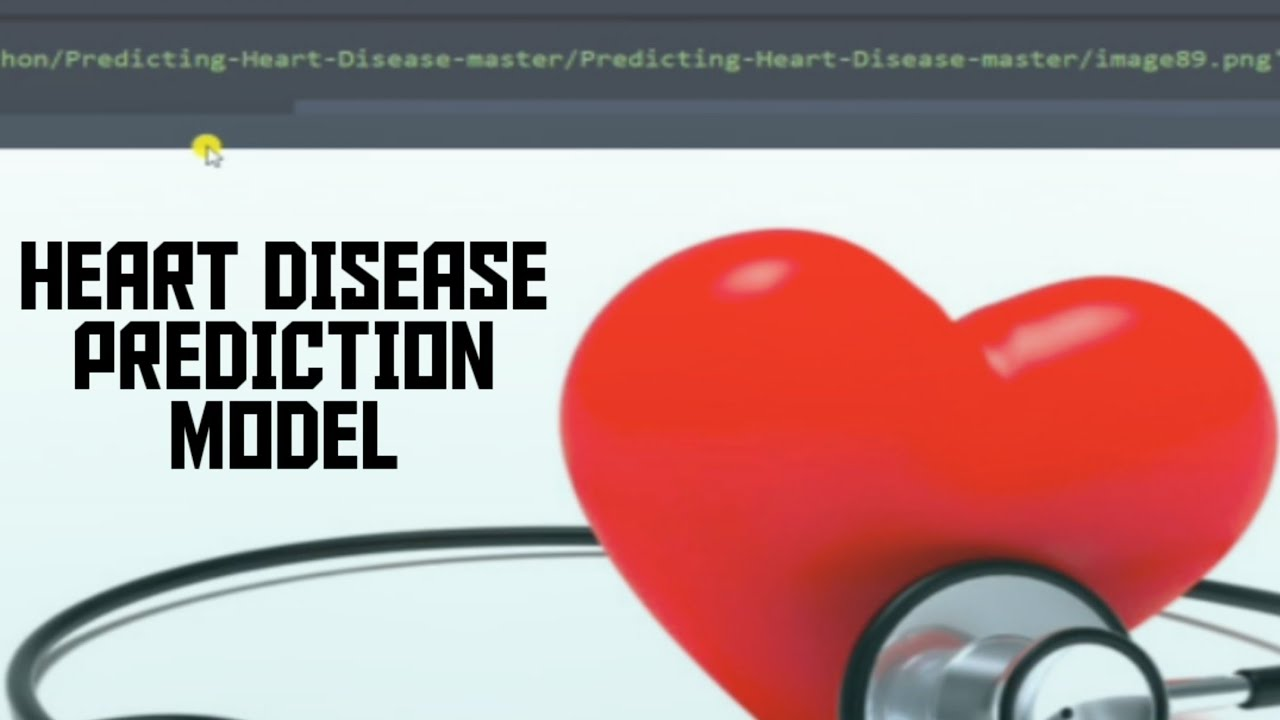 hon/Predicting-Heart-Disease-master/Predicting-Heart-Disease-master/image89.png'
HEART DISEASE
PREDICTION
MODEL